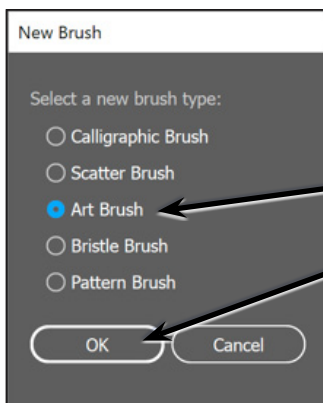 New Brush
Select a new brush type:
Calligraphic Brush
Scatter Brush
Art Brush
Bristle Brush
Pattern Brush
OK Cancel